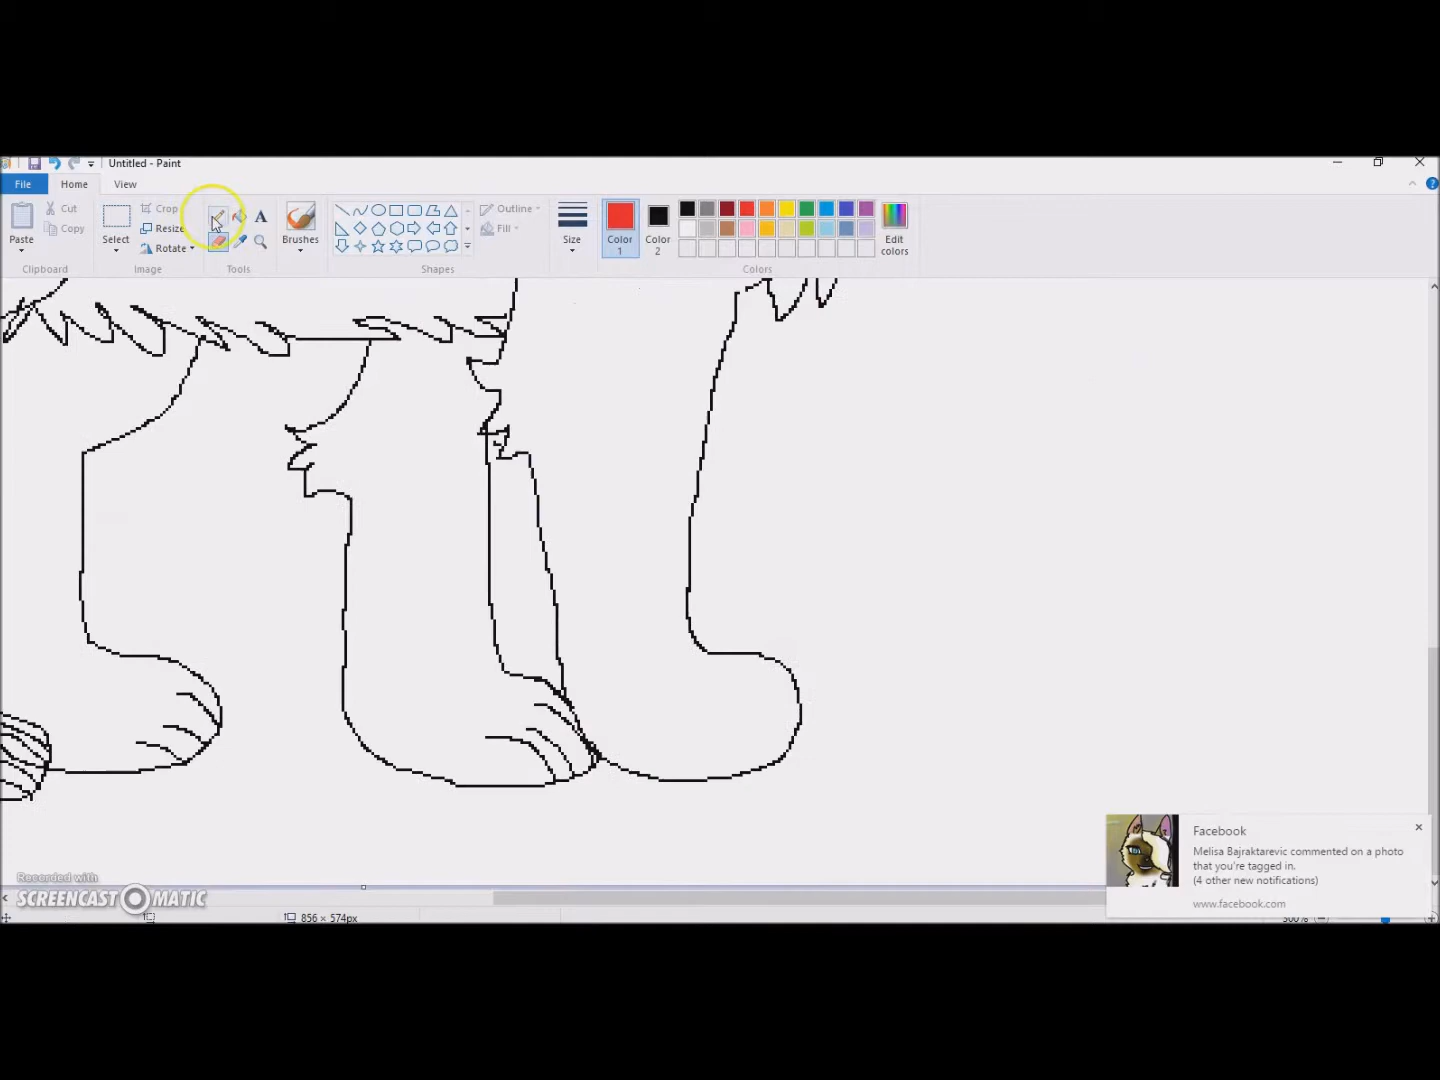 Untitled - Paint
File Home View
Paste
Cut
Copy
Clipboard
Select
Crop
Resize
Rotate
Image
A
Tools
Brushes
Shapes
Outline
Fill
Size
Color
1
Color
2
Edit
colors
Colors
Facebook
Melisa Bajraktarevic commented on a photo
that you're tagged in.
(4 other new notifications)
www.facebook.com
Recorded with
SCREENCAST MATIC
856 × 574px
300%